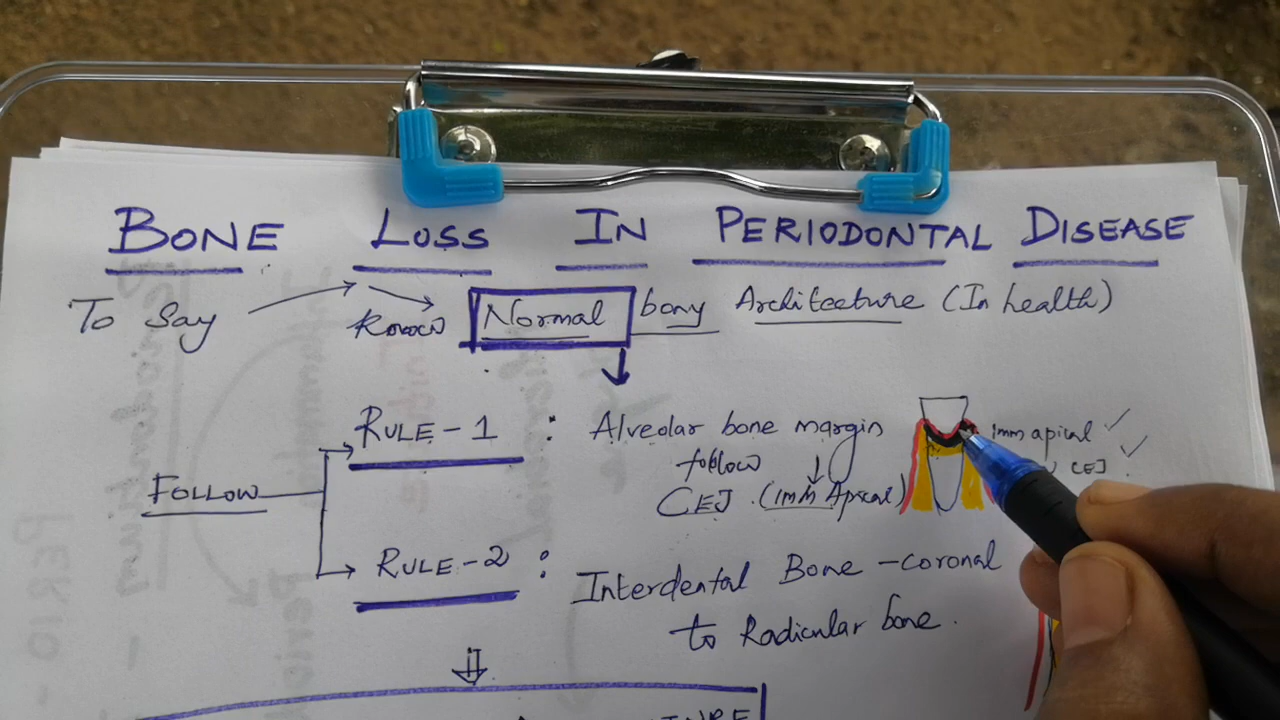 BONE LOSS IN PERIODONTAL DISEASE
To Say Know Normal bony Architecture (In health)
FOLLOW
RULE-1 : Alveolar bone margin
follow
CEJ. (1mm Apical)
1mm apical
CEJ.
RULE-2 : Interdental Bone - coronal
to Radicular bone.